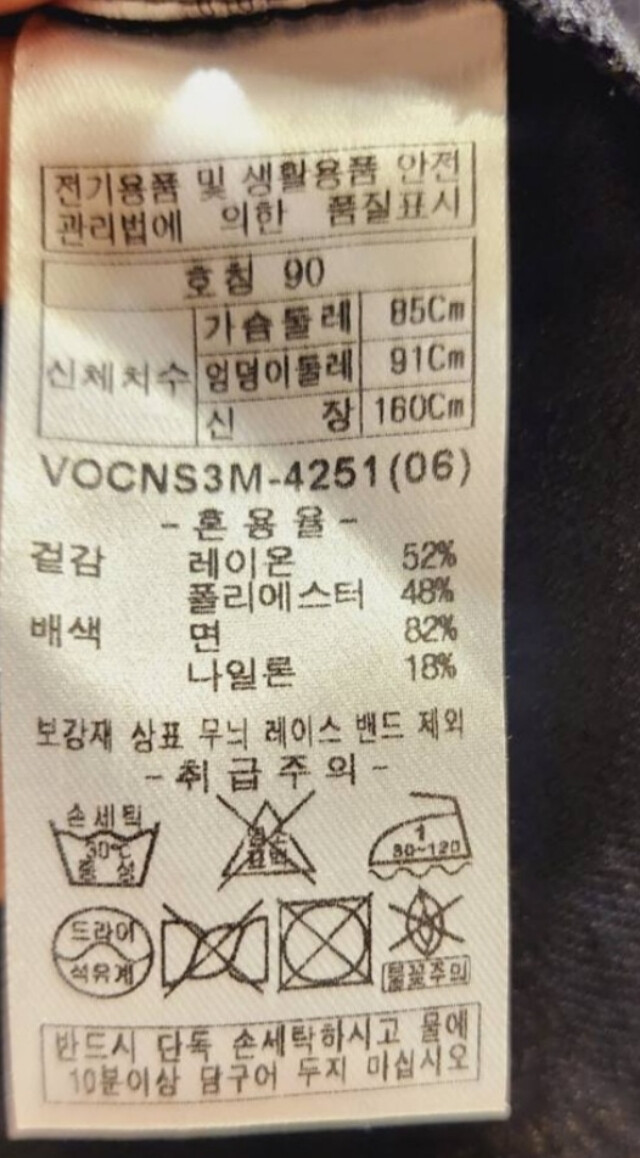 전기용품 및 생활용품 안전
관리법에 의한 품질표시
호칭 90
신체치수
가슴둘레 85Cm
엉덩이둘레 91Cm
신 장 160Cm
VOCNS3M-4251(06)
- 혼 용 율 -
겉감 레이온 52%
폴리에스터 48%
배색 면 82%
나일론 18%
보강재 상표 무늬 레이스 밴드 제외
- 취 급 주 의 -
손세탁
30℃
중성
염소
표백
1
80~120
드라이
석유계
불꽃주의
반드시 단독 손세탁하시고 물에
10분이상 담구어 두지 마십시오